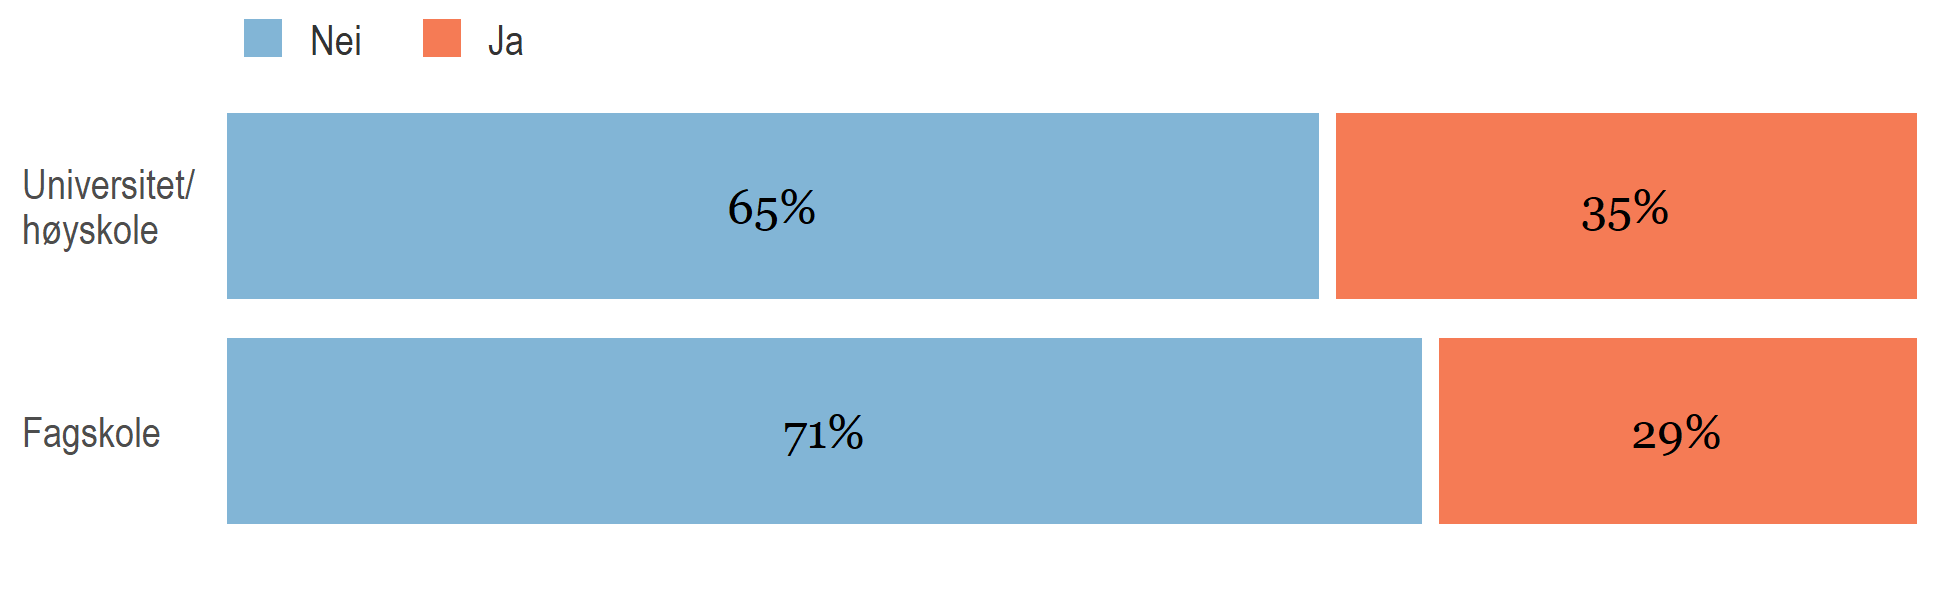 Nei Ja
Universitet/
høyskole
65% 35%
Fagskole 71% 29%